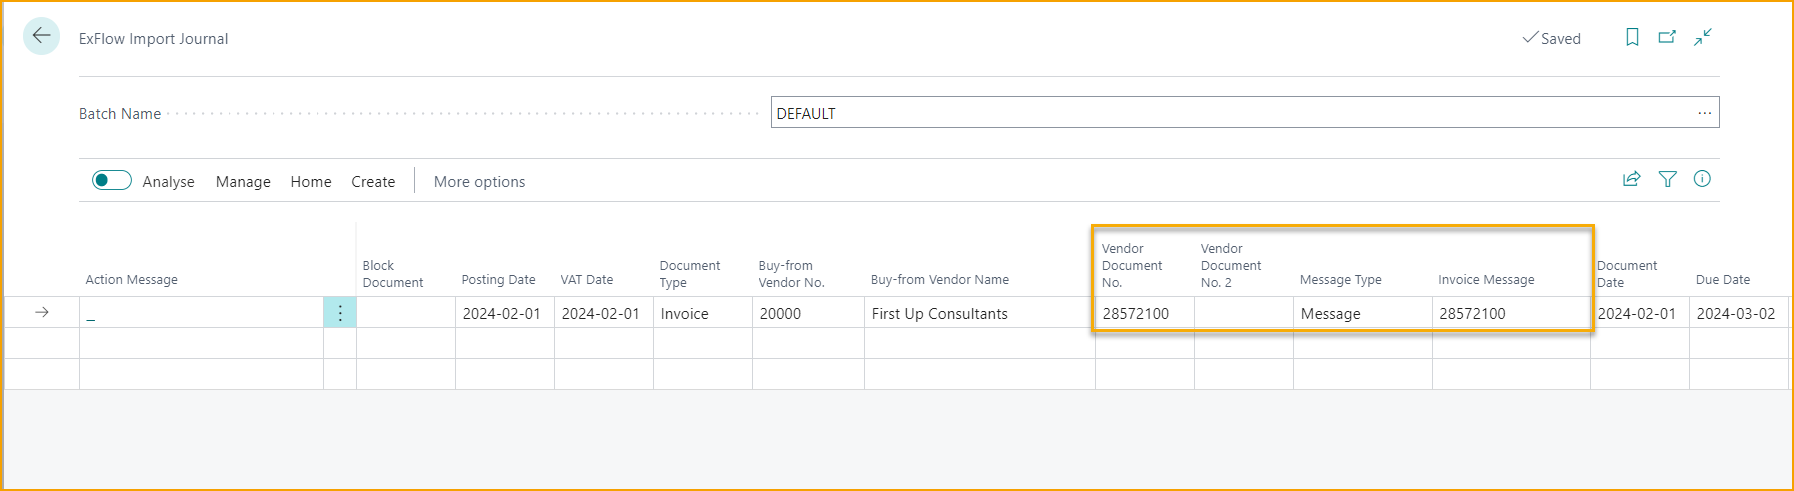 ExFlow Import Journal
Saved
Batch Name
DEFAULT
Analyse Manage Home Create More options
Action Message
Block Document
Posting Date
VAT Date
Document Type
Buy-from Vendor No.
Buy-from Vendor Name
Vendor Document No.
Vendor Document No. 2
Message Type
Invoice Message
Document Date
Due Date
_ 2024-02-01 2024-02-01 Invoice 20000 First Up Consultants 28572100 Message 28572100 2024-02-01 2024-03-02